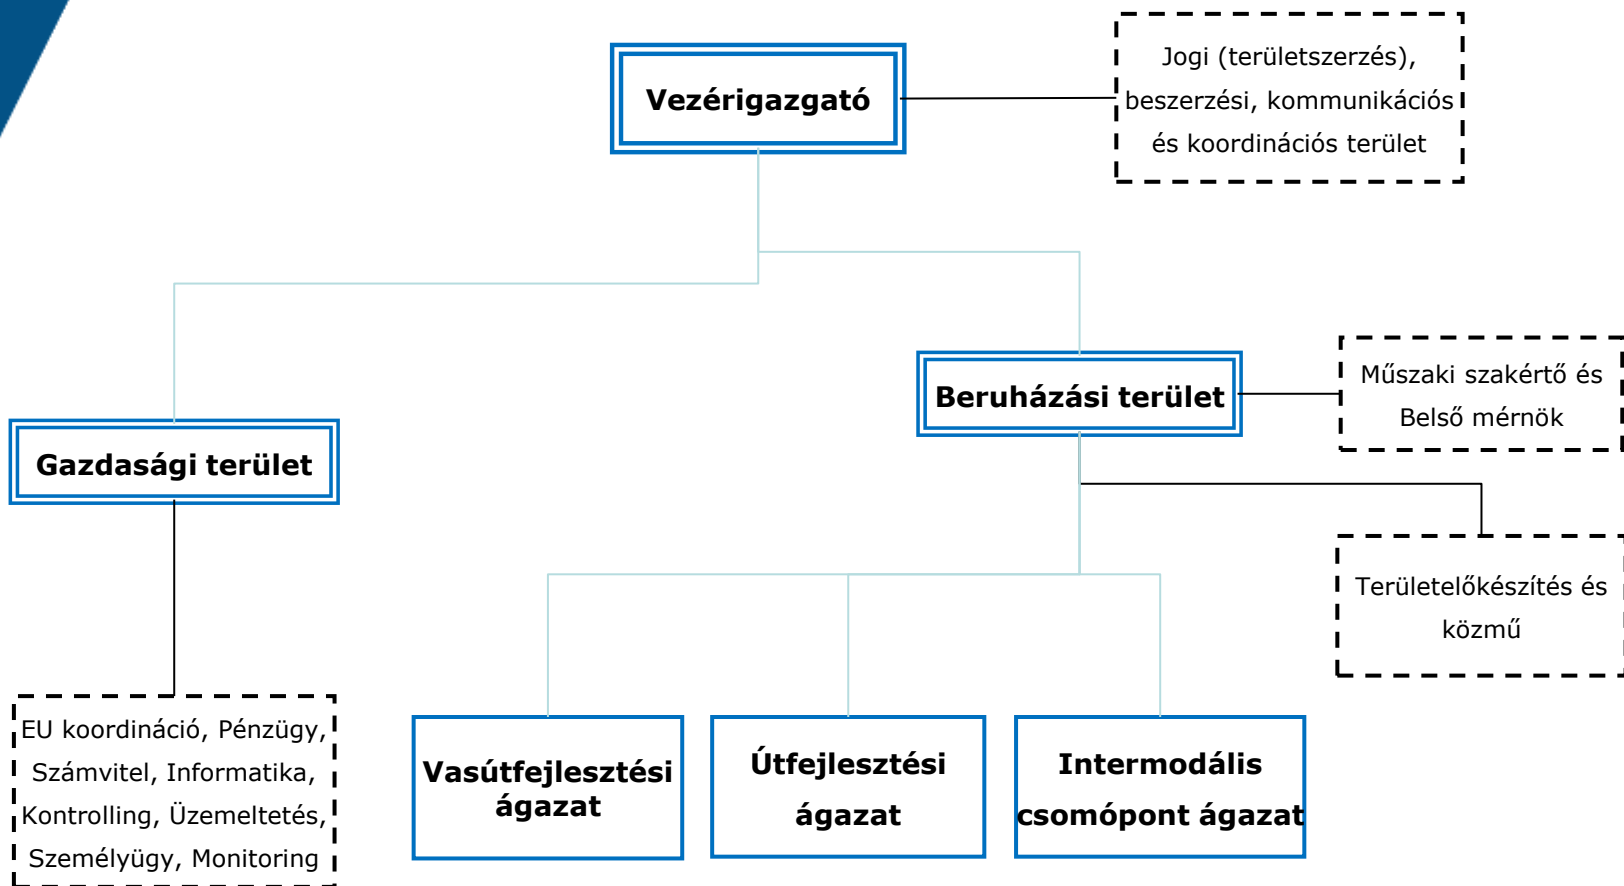 Vezérigazgató
Jogi (területszerzés),
beszerzési, kommunikációs
és koordinációs terület
Beruházási terület
Műszaki szakértő és
Belső mérnök
Gazdasági terület
Területelőkészítés és
közmű
EU koordináció, Pénzügy,
Számvitel, Informatika,
Kontrolling, Üzemeltetés,
Személyügy, Monitoring
Vasútfejlesztési
ágazat
Útfejlesztési
ágazat
Intermodális
csomópont ágazat